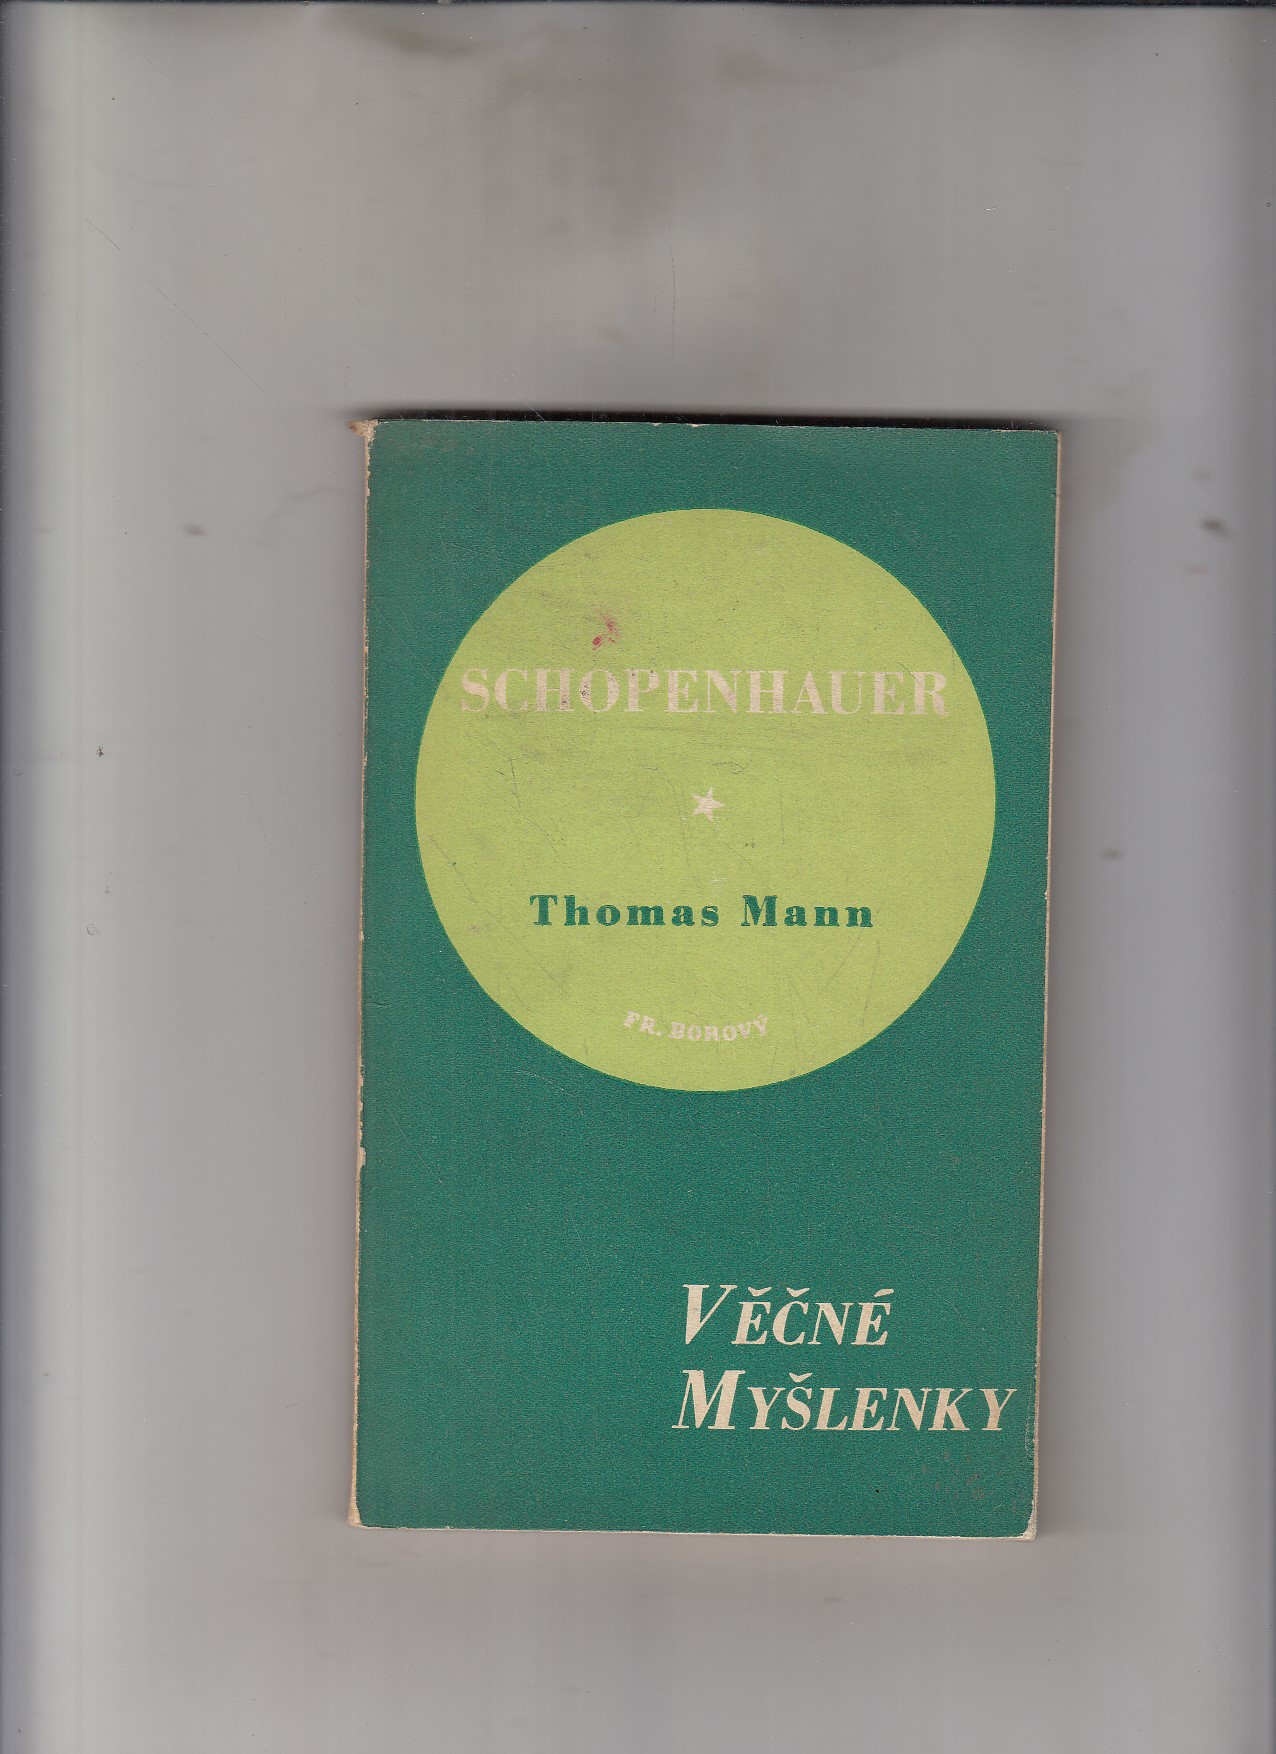 SCHOPENHAUER
Thomas Mann
FR. BOROVÝ
VĚČNÉ
MYŠLENKY